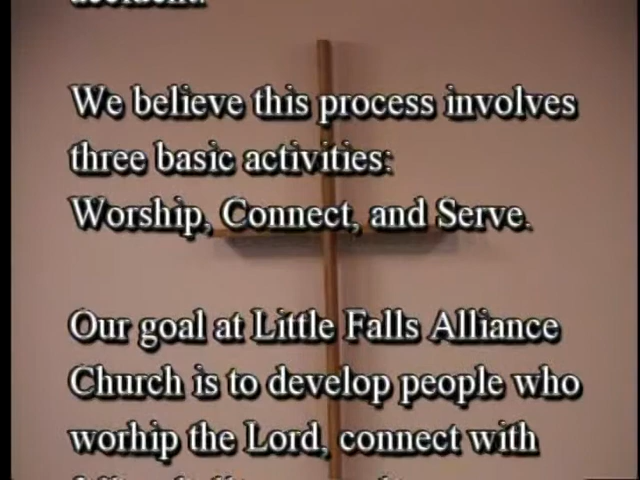 We believe this process involves
three basic activities:
Worship, Connect, and Serve.
Our goal at Little Falls Alliance
Church is to develop people who
worhip the Lord, connect with